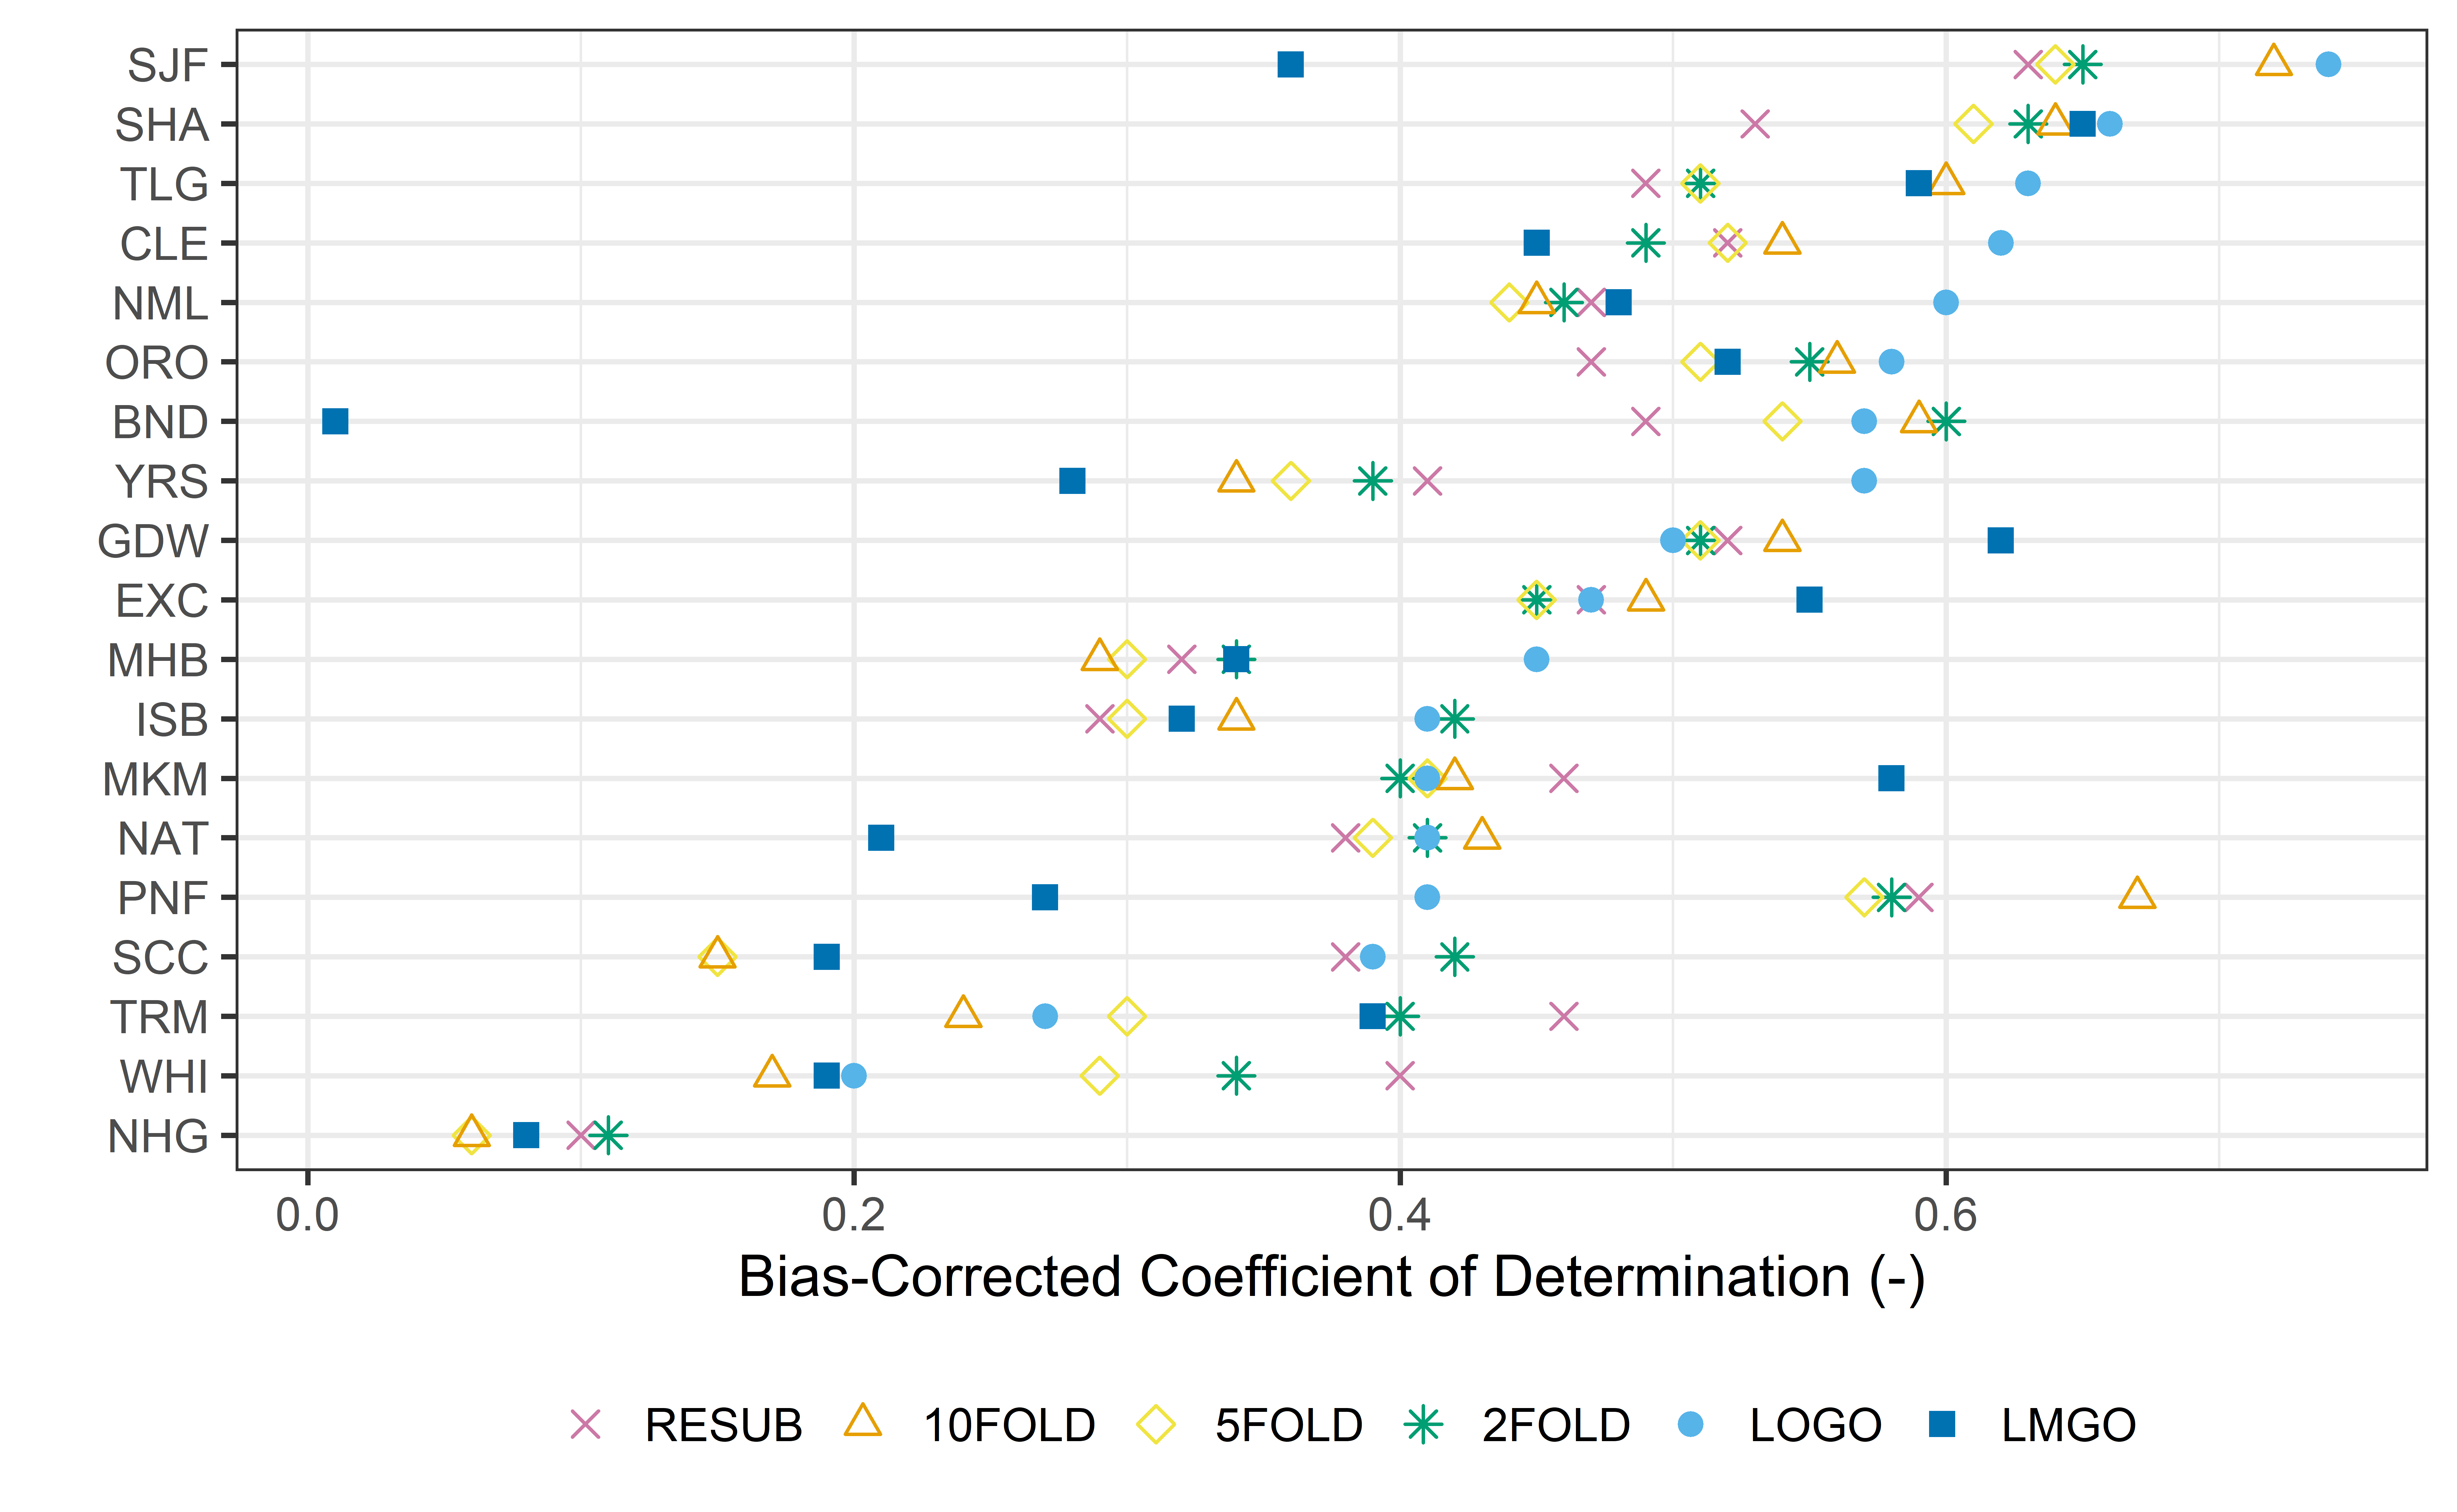 SJF
SHA
TLG
CLE
NML
ORO
BND
YRS
GDW
EXC
MHB
ISB
MKM
NAT
PNF
SCC
TRM
WHI
NHG
0.0 0.2 0.4 0.6
Bias-Corrected Coefficient of Determination (-)
RESUB 10FOLD 5FOLD 2FOLD LOGO LMGO